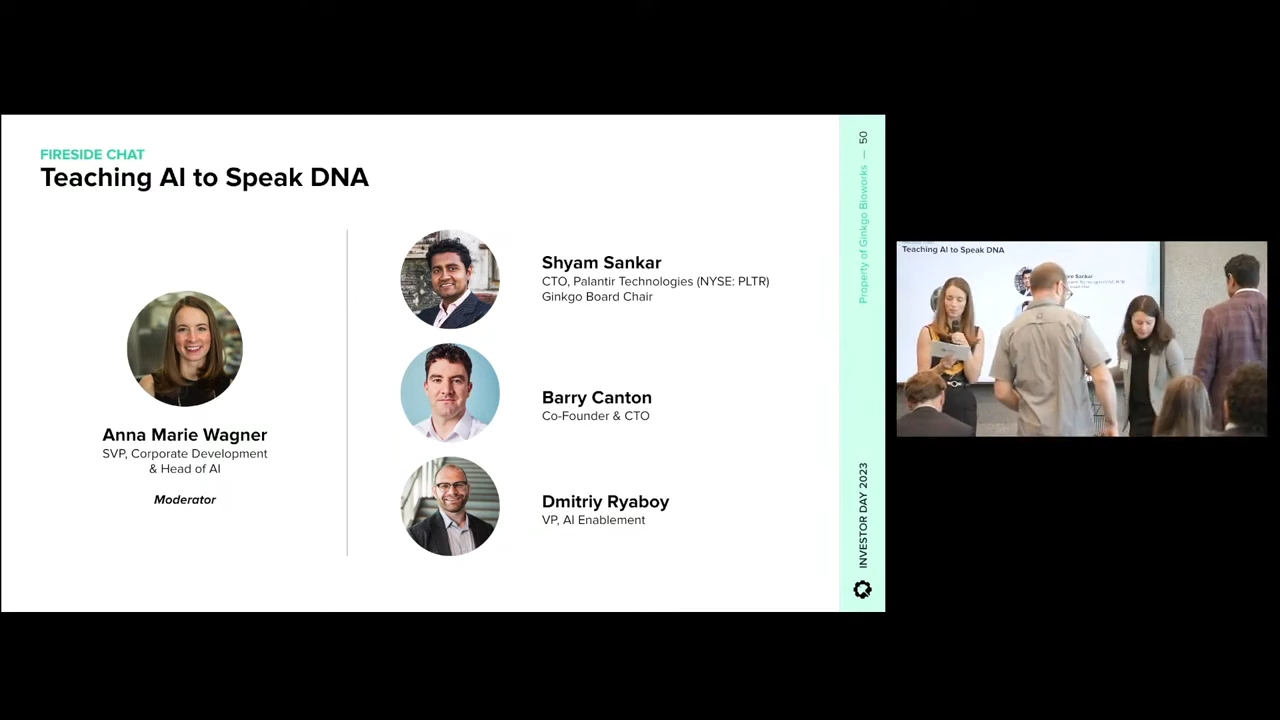 FIRESIDE CHAT
Teaching AI to Speak DNA
Anna Marie Wagner
SVP, Corporate Development
& Head of AI
Moderator
Shyam Sankar
CTO, Palantir Technologies (NYSE: PLTR)
Ginkgo Board Chair
Barry Canton
Co-Founder & CTO
Dmitriy Ryaboy
VP, AI Enablement
Property of Ginkgo Bioworks — 50
INVESTOR DAY 2023
Teaching AI to Speak DNA